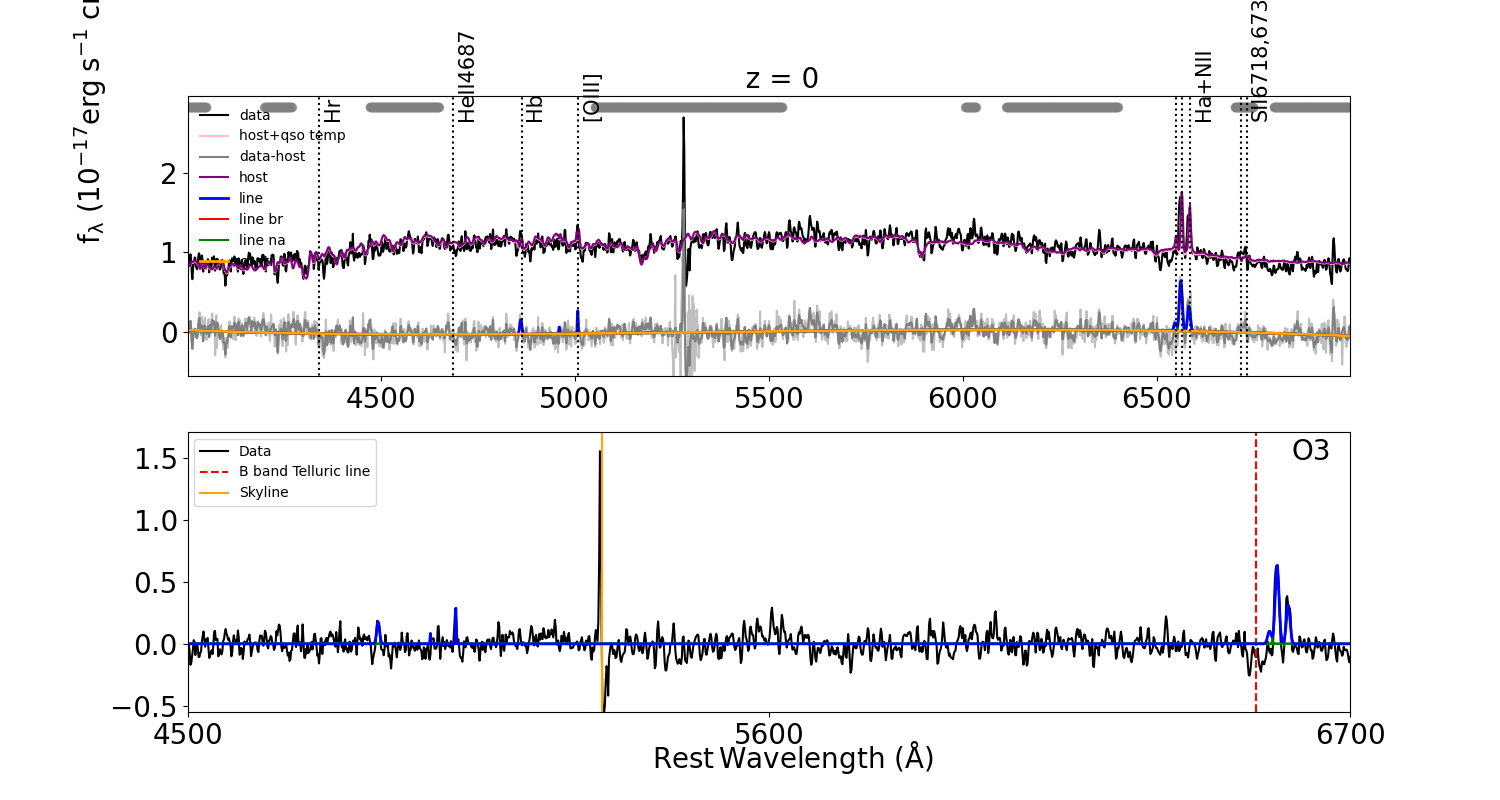 z = 0
f_λ (10^{-17} erg s^{-1}
Hr
HeII4687
Hb
[OIII]
Ha+NII
SII6718,673
data
host+qso temp
data-host
host
line
line br
line na
2
1
0
4500
5000
5500
6000
6500
Data
B band Telluric line
Skyline
O3
1.5
1.0
0.5
0.0
−0.5
4500
5600
6700
Rest Wavelength (Å)